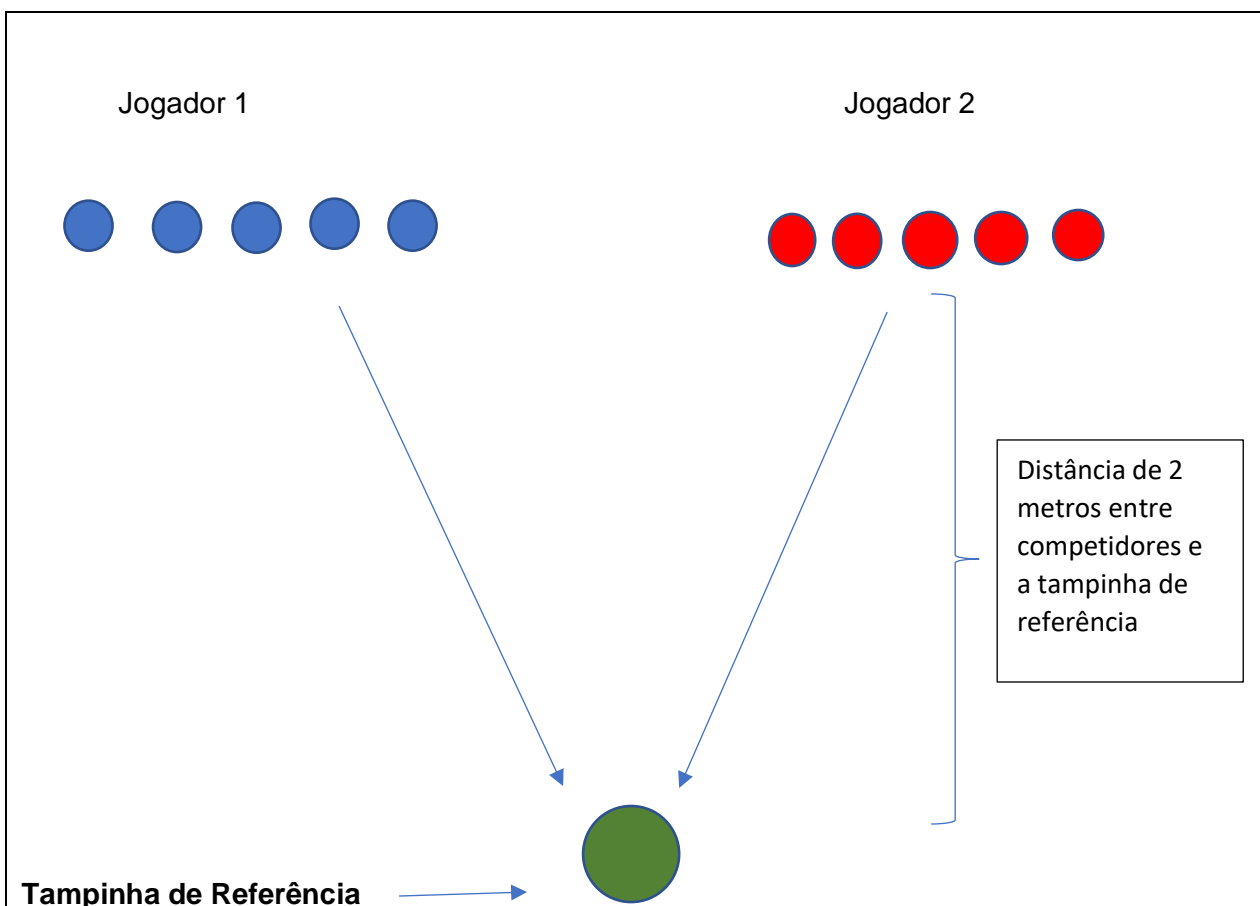 Jogador 1
Jogador 2
Distância de 2
metros entre
competidores e
a tampinha de
referência
Tampinha de Referência